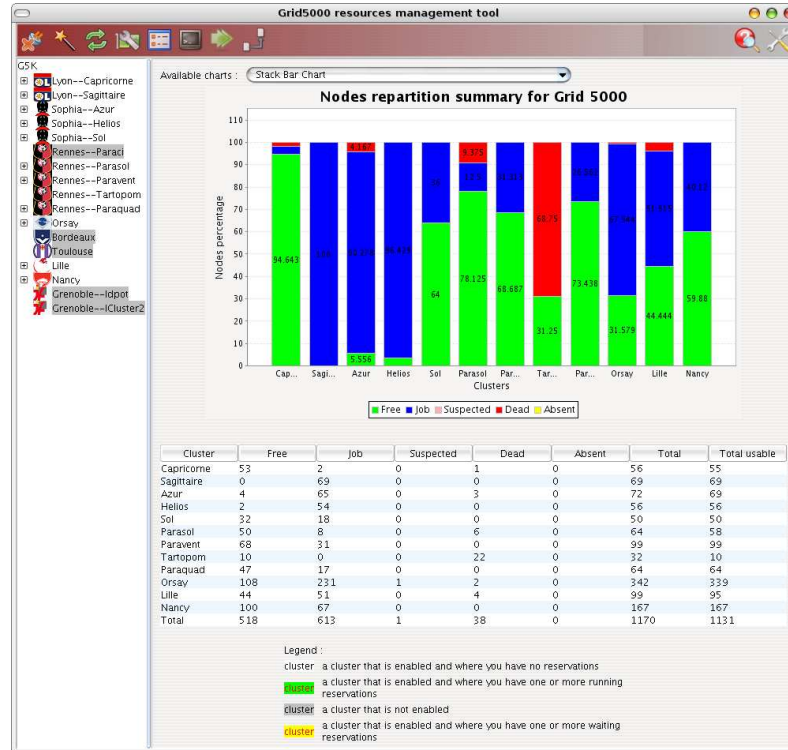 Grid5000 resources management tool
G5K
Lyon--Capricorne
Lyon--Sagittaire
Sophia--Azur
Sophia--Helios
Sophia--Sol
Rennes--Paraci
Rennes--Parasol
Rennes--Paravent
Rennes--Tartopom
Rennes--Paraquad
Orsay
Bordeaux
Toulouse
Lille
Nancy
Grenoble--Idpot
Grenoble--ICluster2
Available charts : Stack Bar Chart
Nodes repartition summary for Grid 5000
Nodes percentage
110
100
90
80
70
60
50
40
30
20
10
0
94.643
4.167
5.556
64
9.375
78.125
68.687
68.75
31.25
73.438
31.579
44.444
59.88
Cap... Sagi... Azur Helios Sol Parasol Par... Tar... Par... Orsay Lille Nancy
Clusters
Free Job Suspected Dead Absent
Cluster Free Job Suspected Dead Absent Total Total usable
Capricorne 53 2 0 1 0 56 55
Sagittaire 0 69 0 0 0 69 69
Azur 4 65 0 3 0 72 69
Helios 2 54 0 0 0 56 56
Sol 32 18 0 0 0 50 50
Parasol 50 8 0 6 0 64 58
Paravent 68 31 0 0 0 99 99
Tartopom 10 0 0 22 0 32 10
Paraquad 47 17 0 0 0 64 64
Orsay 108 231 1 2 0 342 339
Lille 44 51 0 4 0 99 95
Nancy 100 67 0 0 0 167 167
Total 518 613 1 38 0 1170 1131
Legend :
cluster a cluster that is enabled and where you have no reservations
cluster a cluster that is enabled and where you have one or more running
reservations
cluster a cluster that is not enabled
cluster a cluster that is enabled and where you have one or more waiting
reservations